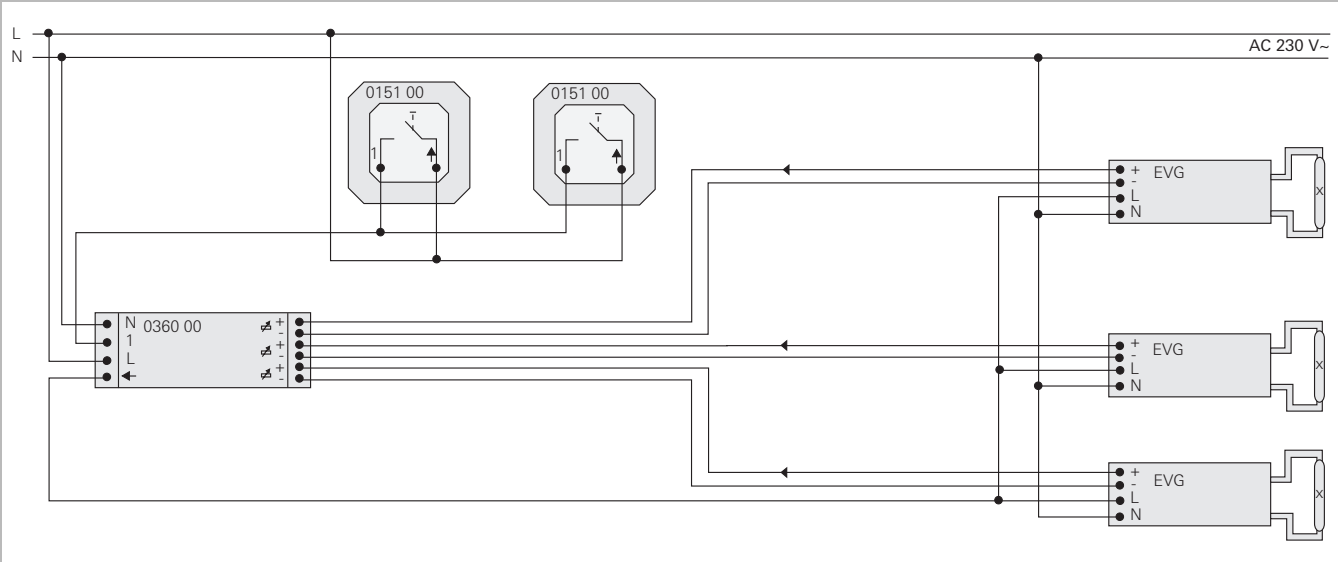 L
AC 230 V~
N
0151 00
0151 00
1
1
+ EVG
-
L
N
N 0360 00 +
1 -
L +
-
+
-
+ EVG
-
L
N
+ EVG
-
L
N
x
x
x